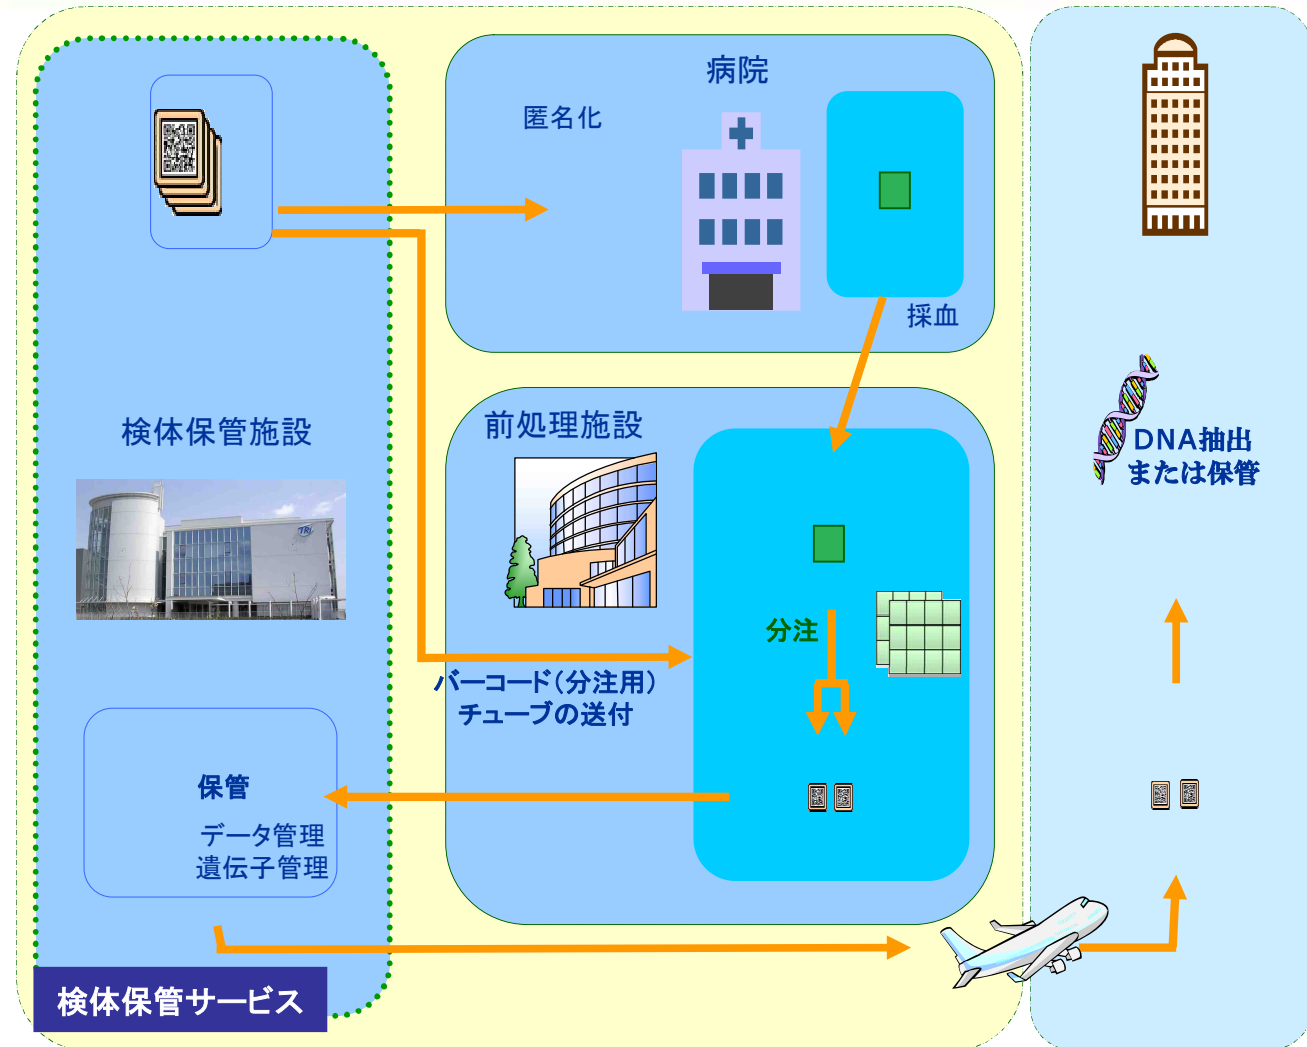 病院
匿名化
採血
検体保管施設
TRI
前処理施設
分注
バーコード（分注用）
チューブの送付
保管
データ管理
遺伝子管理
検体保管サービス
DNA抽出
または保管